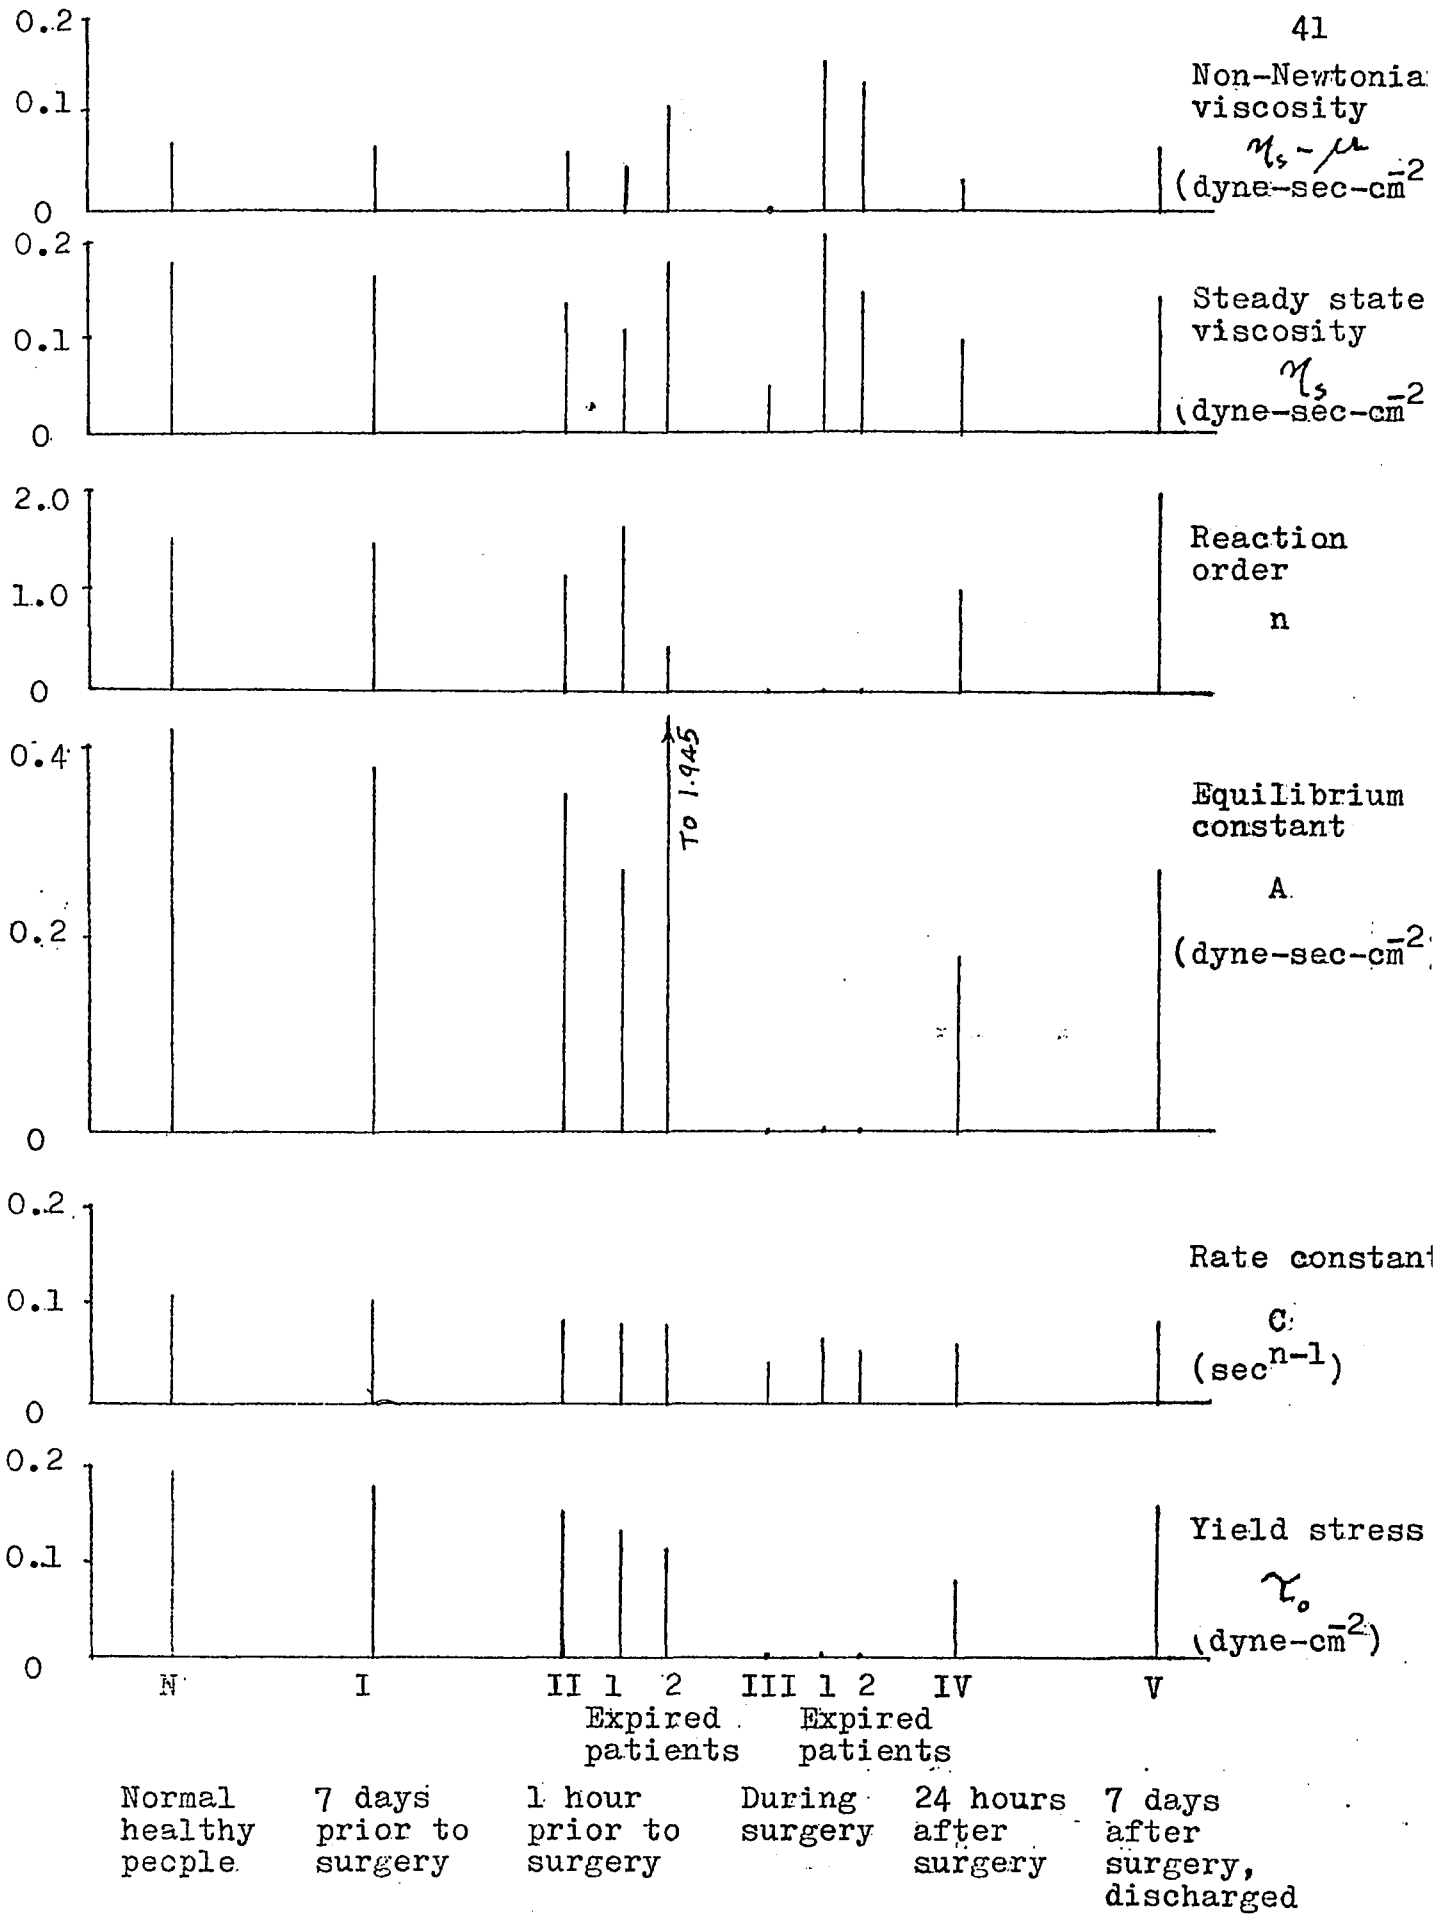 41
0.2
0.1
0
Non-Newtonia
viscosity
ηs - μ
(dyne-sec-cm-2
0.2
0.1
0
Steady state
viscosity
ηs
(dyne-sec-cm-2
2.0
1.0
0
Reaction
order
n
0.4
0.2
0
TO 1.945
Equilibrium
constant
A
(dyne-sec-cm-2
0.2
0.1
0
Rate constant
C
(sec n-1)
0.2
0.1
0
Yield stress
τo
(dyne-cm-2)
N I II 1 2 III 1 2 IV V
Expired Expired
patients patients
Normal 7 days 1 hour During 24 hours 7 days
healthy prior to prior to surgery after after
people surgery surgery surgery surgery,
discharged